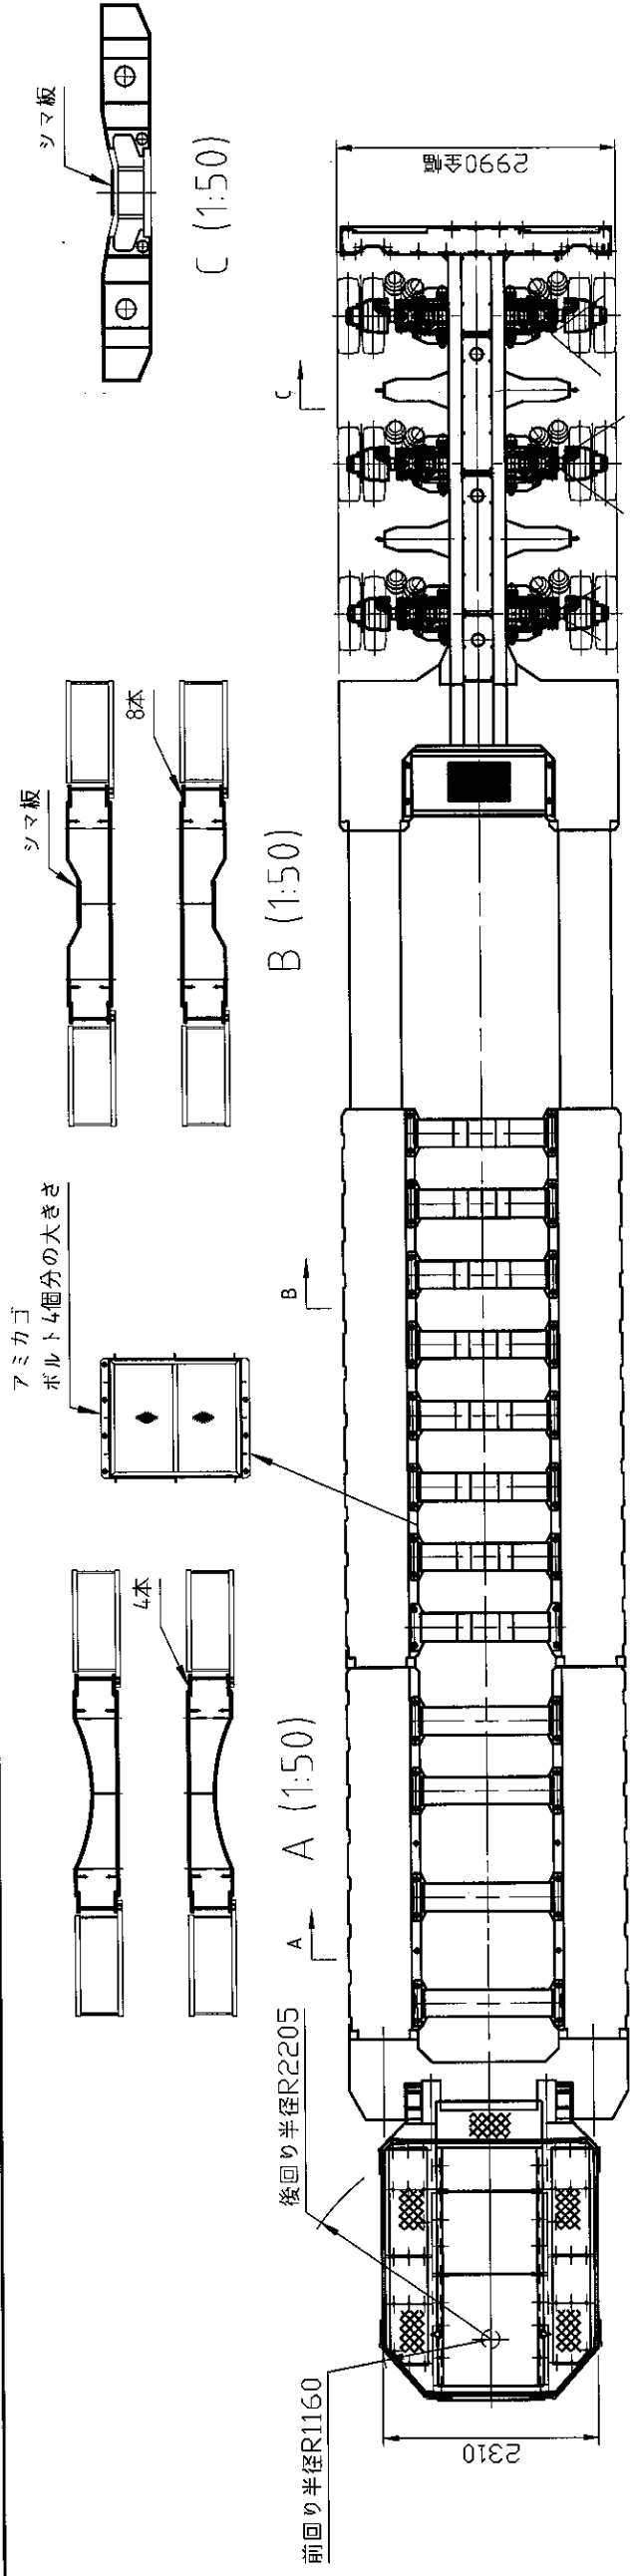 シマ板
C (1:50)
2990全幅
C
シマ板
8本
B (1:50)
アミカゴ
ボルト4個分の大きさ
B
4本
A (1:50)
A
後回り半径R2205
前回り半径R1160
2310